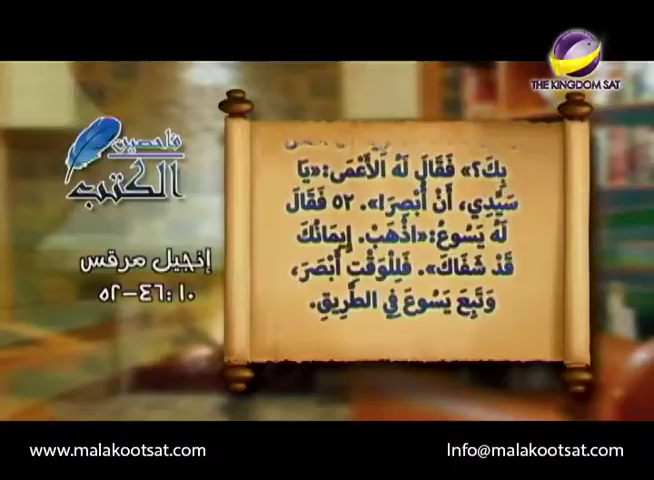 THE KINGDOM SAT
فاحصين
الكتب
إنجيل مرقس
١٠:٤٦-٥٢
بِكَ؟» فَقَالَ لَهُ الأَعْمَى:«يَا
سَيِّدِي، أَنْ أُبْصِرَ!». ٥٢ فَقَالَ
لَهُ يَسُوعُ:«اذْهَبْ. إِيمَانُكَ
قَدْ شَفَاكَ». فَلِلْوَقْتِ أَبْصَرَ،
وَتَبِعَ يَسُوعَ فِي الطَّرِيقِ.
www.malakootsat.com
Info@malakootsat.com